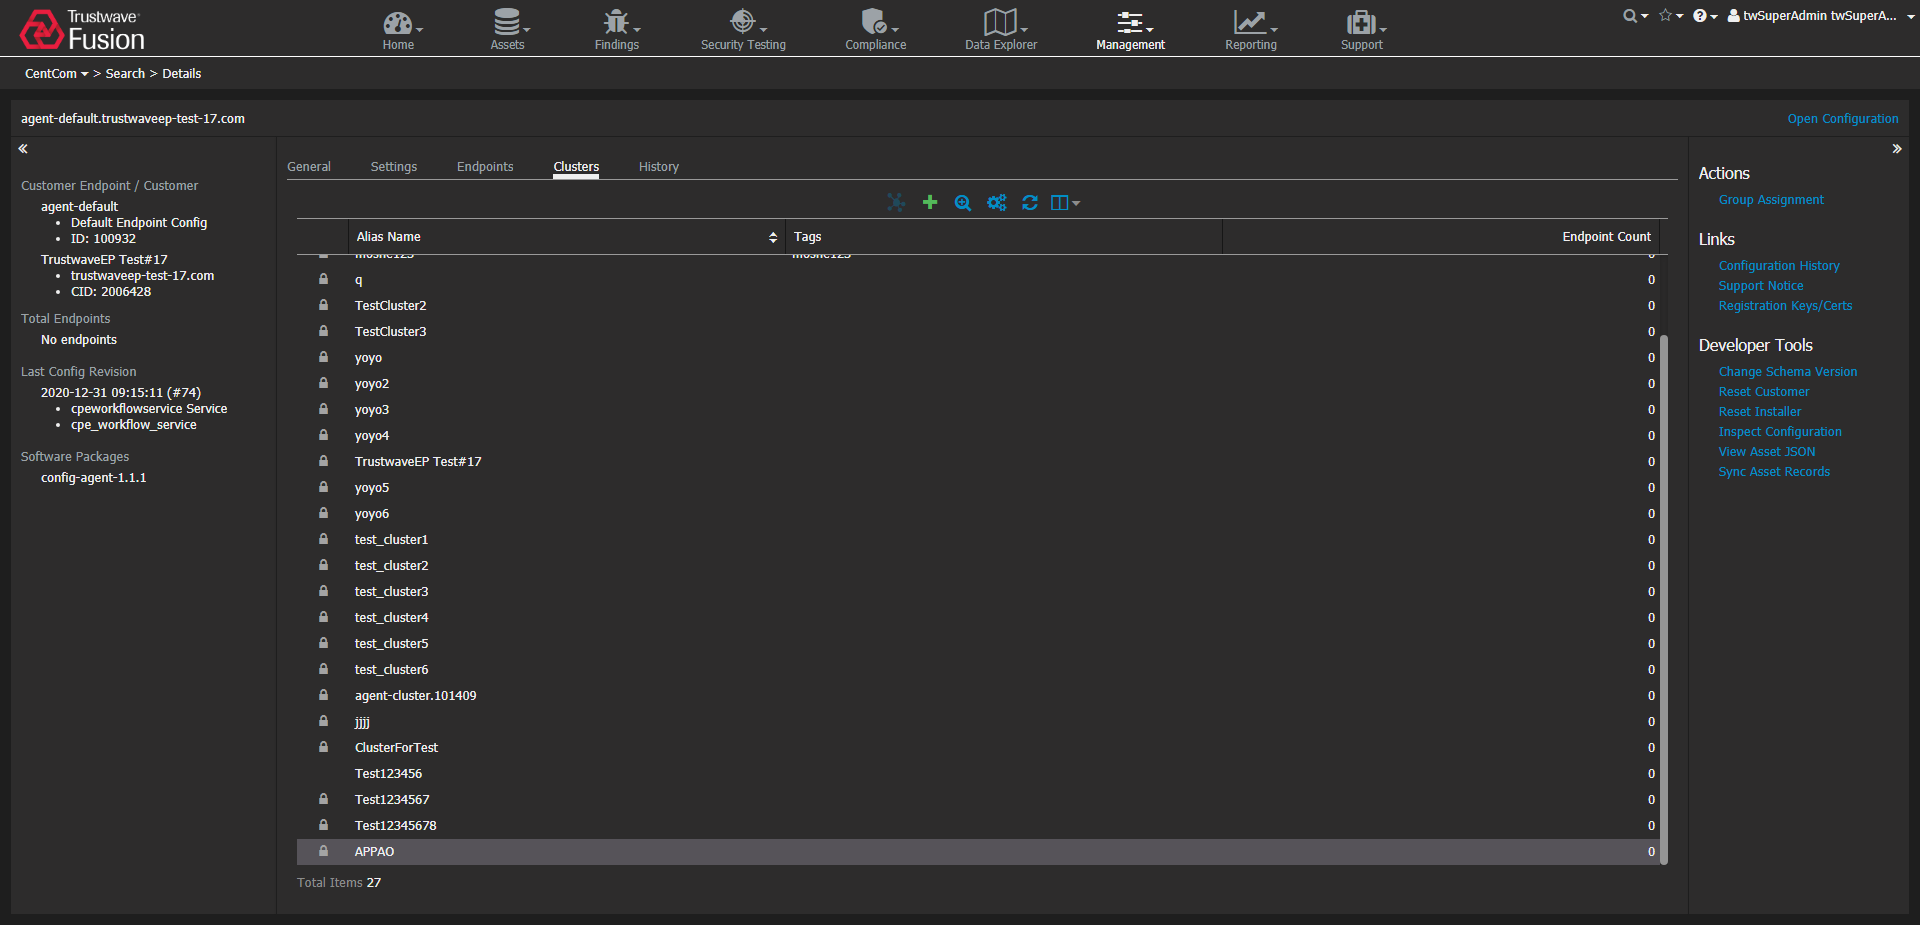 Trustwave
Fusion
Home
Assets
Findings
Security Testing
Compliance
Data Explorer
Management
Reporting
Support
twSuperAdmin twSuperA...
CentCom > Search > Details
agent-default.trustwaveep-test-17.com
Open Configuration
Customer Endpoint / Customer
agent-default
• Default Endpoint Config
• ID: 100932
TrustwaveEP Test#17
• trustwaveep-test-17.com
• CID: 2006428
Total Endpoints
No endpoints
Last Config Revision
2020-12-31 09:15:11 (#74)
• cpeworkflowservice Service
• cpe_workflow_service
Software Packages
config-agent-1.1.1
General Settings Endpoints Clusters History
Alias Name Tags Endpoint Count
moshe123 moshe123 0
q 0
TestCluster2 0
TestCluster3 0
yoyo 0
yoyo2 0
yoyo3 0
yoyo4 0
TrustwaveEP Test#17 0
yoyo5 0
yoyo6 0
test_cluster1 0
test_cluster2 0
test_cluster3 0
test_cluster4 0
test_cluster5 0
test_cluster6 0
agent-cluster.101409 0
jjjj 0
ClusterForTest 0
Test123456 0
Test1234567 0
Test12345678 0
APPAO 0
Total Items 27
Actions
Group Assignment
Links
Configuration History
Support Notice
Registration Keys/Certs
Developer Tools
Change Schema Version
Reset Customer
Reset Installer
Inspect Configuration
View Asset JSON
Sync Asset Records